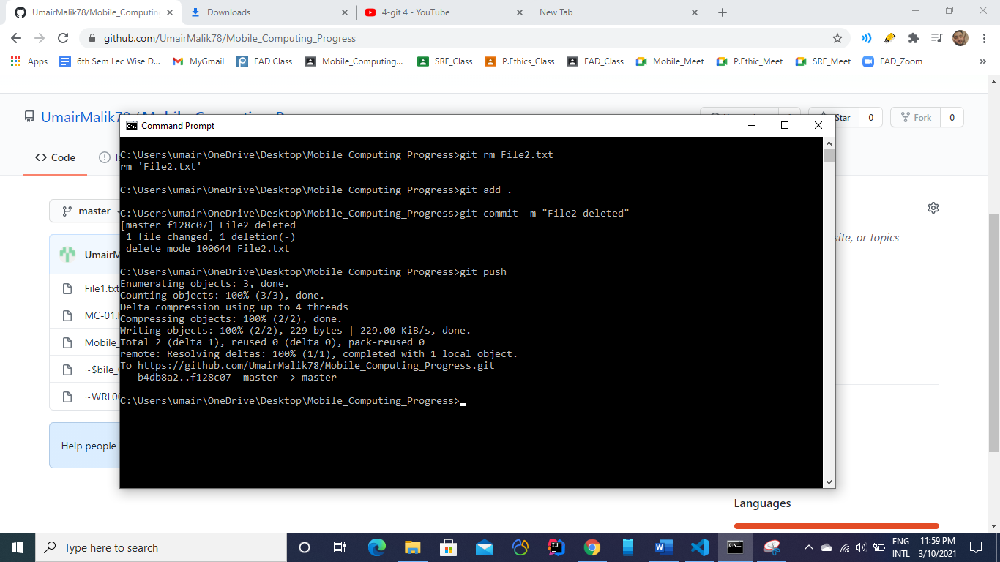 UmairMalik78/Mobile_Computin
Downloads
4-git 4 - YouTube
New Tab
github.com/UmairMalik78/Mobile_Computing_Progress
Apps
6th Sem Lec Wise D...
MyGmail
EAD Class
Mobile_Computing...
SRE_Class
P.Ethics_Class
EAD_Class
Mobile_Meet
P.Ethic_Meet
SRE_Meet
EAD_Zoom
»
UmairMalik78
Star 0
Fork 0
<> Code
master
UmairM
File1.txt
MC-01.
Mobile_
~$bile_
~WRL00
Help people
site, or topics
Languages
Command Prompt
C:\Users\umair\OneDrive\Desktop\Mobile_Computing_Progress>git rm File2.txt
rm 'File2.txt'
C:\Users\umair\OneDrive\Desktop\Mobile_Computing_Progress>git add .
C:\Users\umair\OneDrive\Desktop\Mobile_Computing_Progress>git commit -m "File2 deleted"
[master f128c07] File2 deleted
1 file changed, 1 deletion(-)
delete mode 100644 File2.txt
C:\Users\umair\OneDrive\Desktop\Mobile_Computing_Progress>git push
Enumerating objects: 3, done.
Counting objects: 100% (3/3), done.
Delta compression using up to 4 threads
Compressing objects: 100% (2/2), done.
Writing objects: 100% (2/2), 229 bytes | 229.00 KiB/s, done.
Total 2 (delta 1), reused 0 (delta 0), pack-reused 0
remote: Resolving deltas: 100% (1/1), completed with 1 local object.
To https://github.com/UmairMalik78/Mobile_Computing_Progress.git
b4db8a2..f128c07  master -> master
C:\Users\umair\OneDrive\Desktop\Mobile_Computing_Progress>
Type here to search
ENG
INTL
11:59 PM
3/10/2021